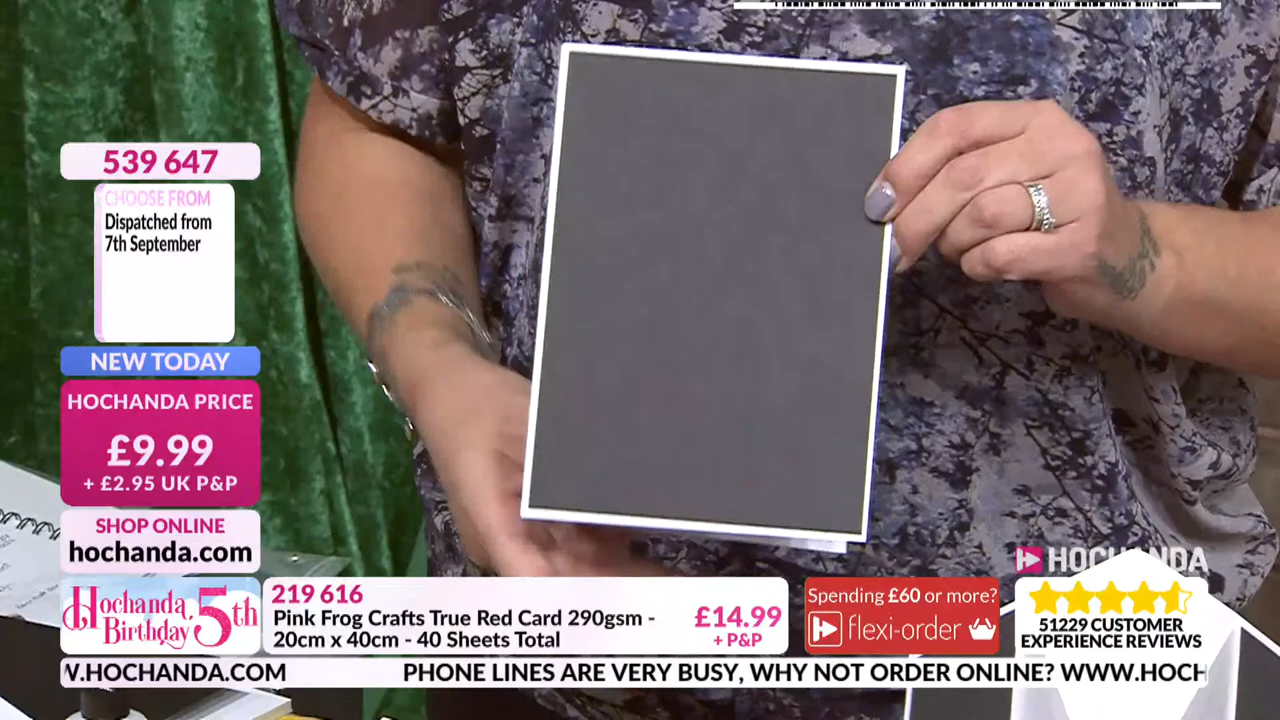 539 647
CHOOSE FROM
Dispatched from
7th September
NEW TODAY
HOCHANDA PRICE
£9.99
+ £2.95 UK P&P
SHOP ONLINE
hochanda.com
HOCHANDA
Hochanda
Birthday 5th
219 616
Pink Frog Crafts True Red Card 290gsm -
20cm x 40cm - 40 Sheets Total
£14.99
+ P&P
Spending £60 or more?
flexi-order
51229 CUSTOMER
EXPERIENCE REVIEWS
W.HOCHANDA.COM PHONE LINES ARE VERY BUSY, WHY NOT ORDER ONLINE? WWW.HOCH